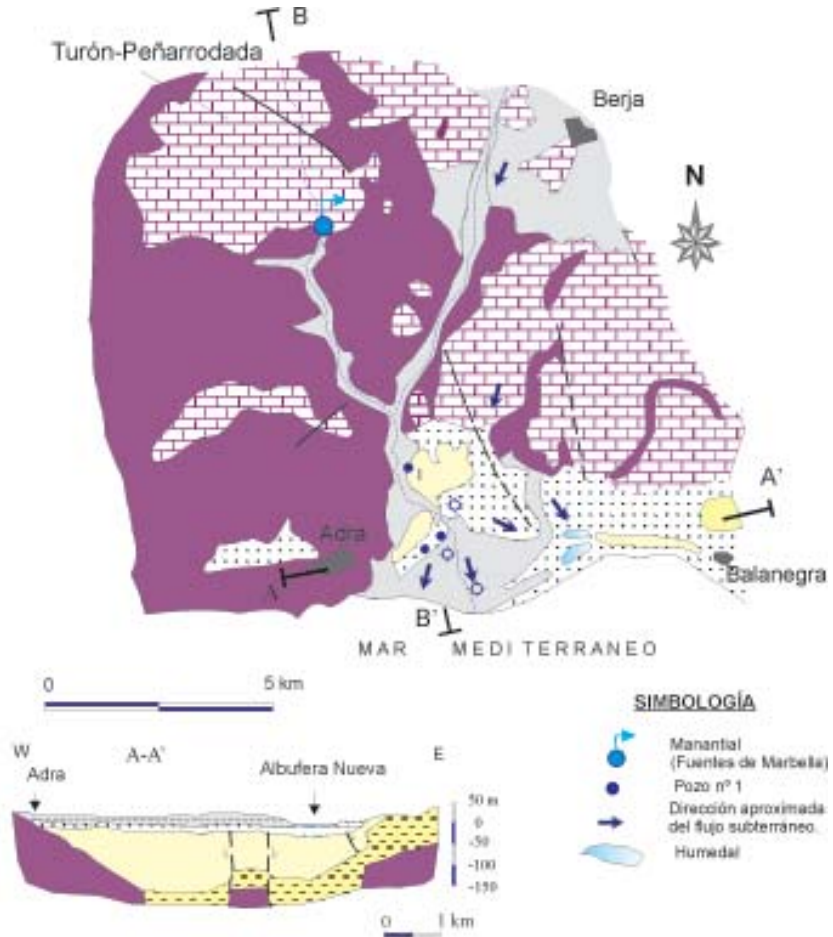 B
Turón-Peñarrodada
Berja
N
A'
Adra
Balanegra
I
B'
MAR MEDITERRANEO
0 5 km
SIMBOLOGÍA
Manantial
(Fuentes de Marbella)
Pozo nº 1
Dirección aproximada
del flujo subterráneo.
Humedal
W A-A' E
Adra Albufera Nueva
50 m
0
-50
-100
-150
0 1 km